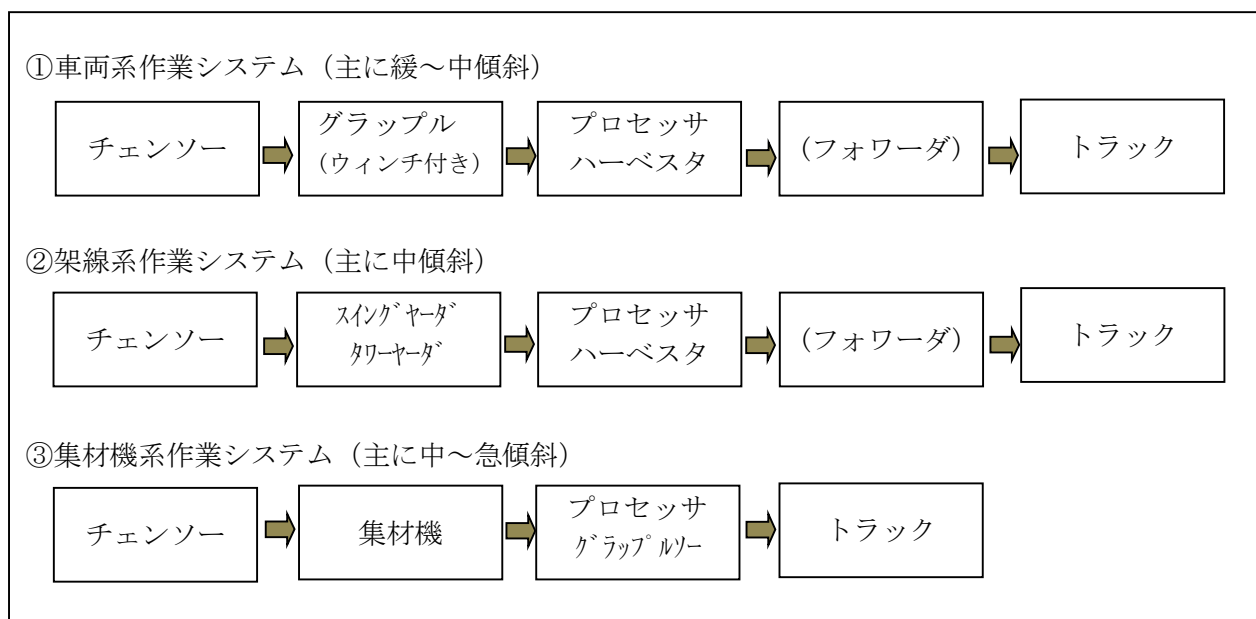 ①車両系作業システム（主に緩～中傾斜）
チェンソー
グラップル
（ウィンチ付き）
プロセッサ
ハーベスタ
（フォワーダ）
トラック
②架線系作業システム（主に中傾斜）
チェンソー
ｽｲﾝｸﾞﾔｰﾀﾞ
ﾀﾜｰﾔｰﾀﾞ
プロセッサ
ハーベスタ
（フォワーダ）
トラック
③集材機系作業システム（主に中～急傾斜）
チェンソー
集材機
プロセッサ
ｸﾞﾗｯﾌﾟﾙｿｰ
トラック